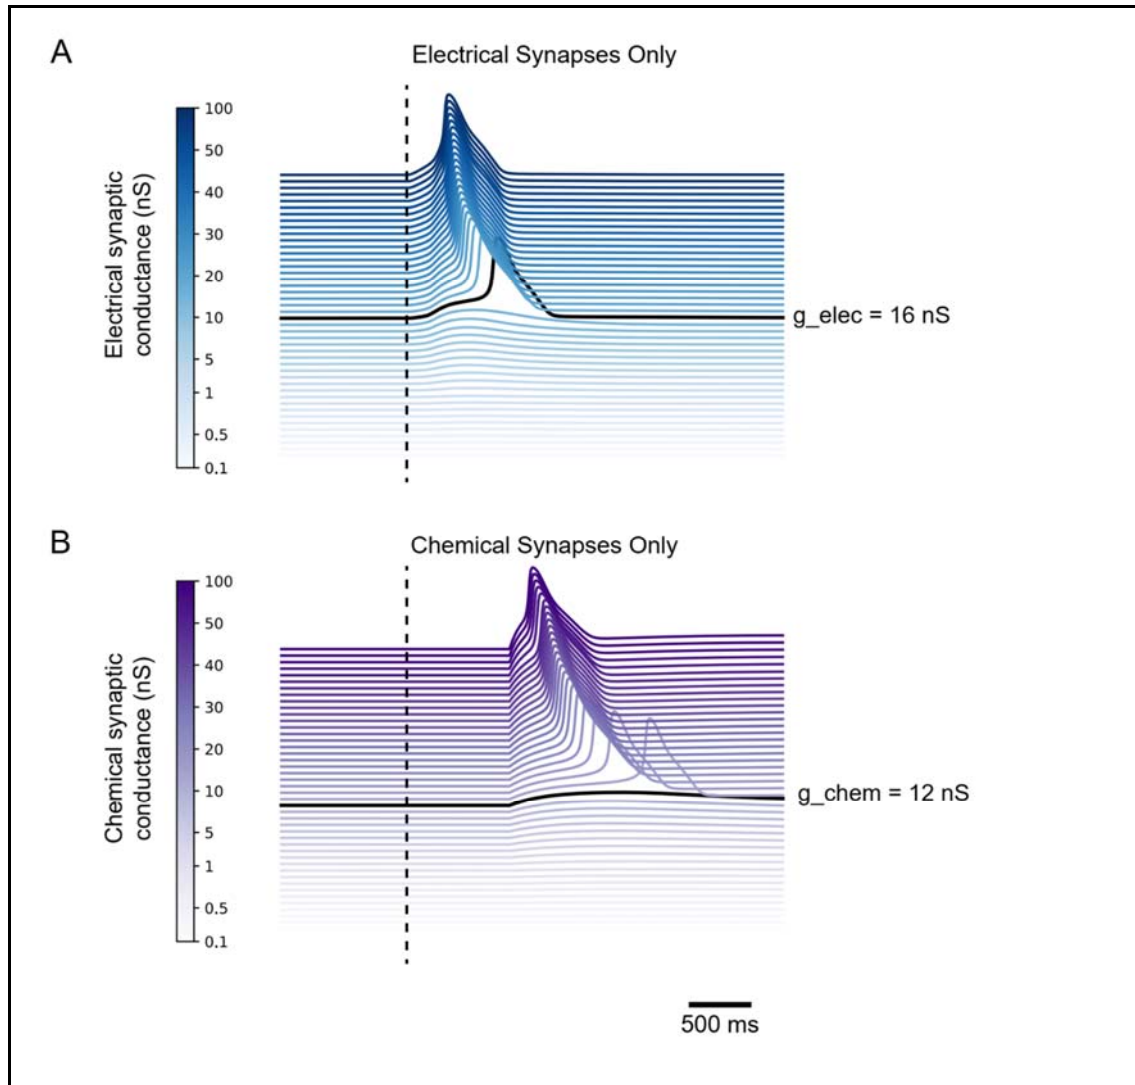 A
Electrical Synapses Only
Electrical synaptic
conductance (nS)
100
50
40
30
20
10
5
1
0.5
0.1
g_elec = 16 nS
B
Chemical Synapses Only
Chemical synaptic
conductance (nS)
100
50
40
30
20
10
5
1
0.5
0.1
g_chem = 12 nS
500 ms